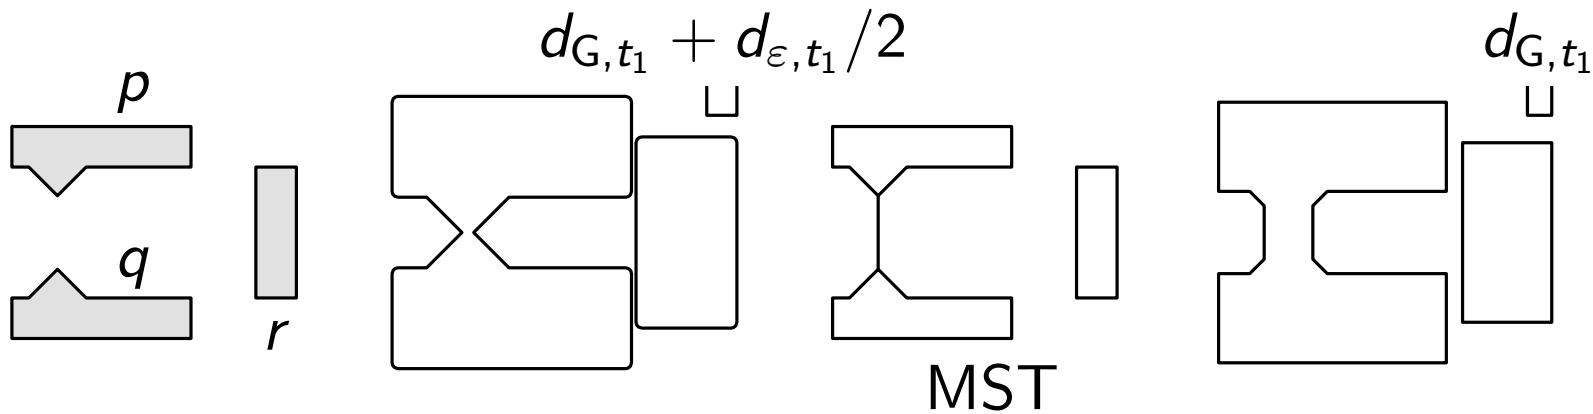 d_{G,t_1} + d_{ε,t_1}/2
d_{G,t_1}
p
q
r
MST